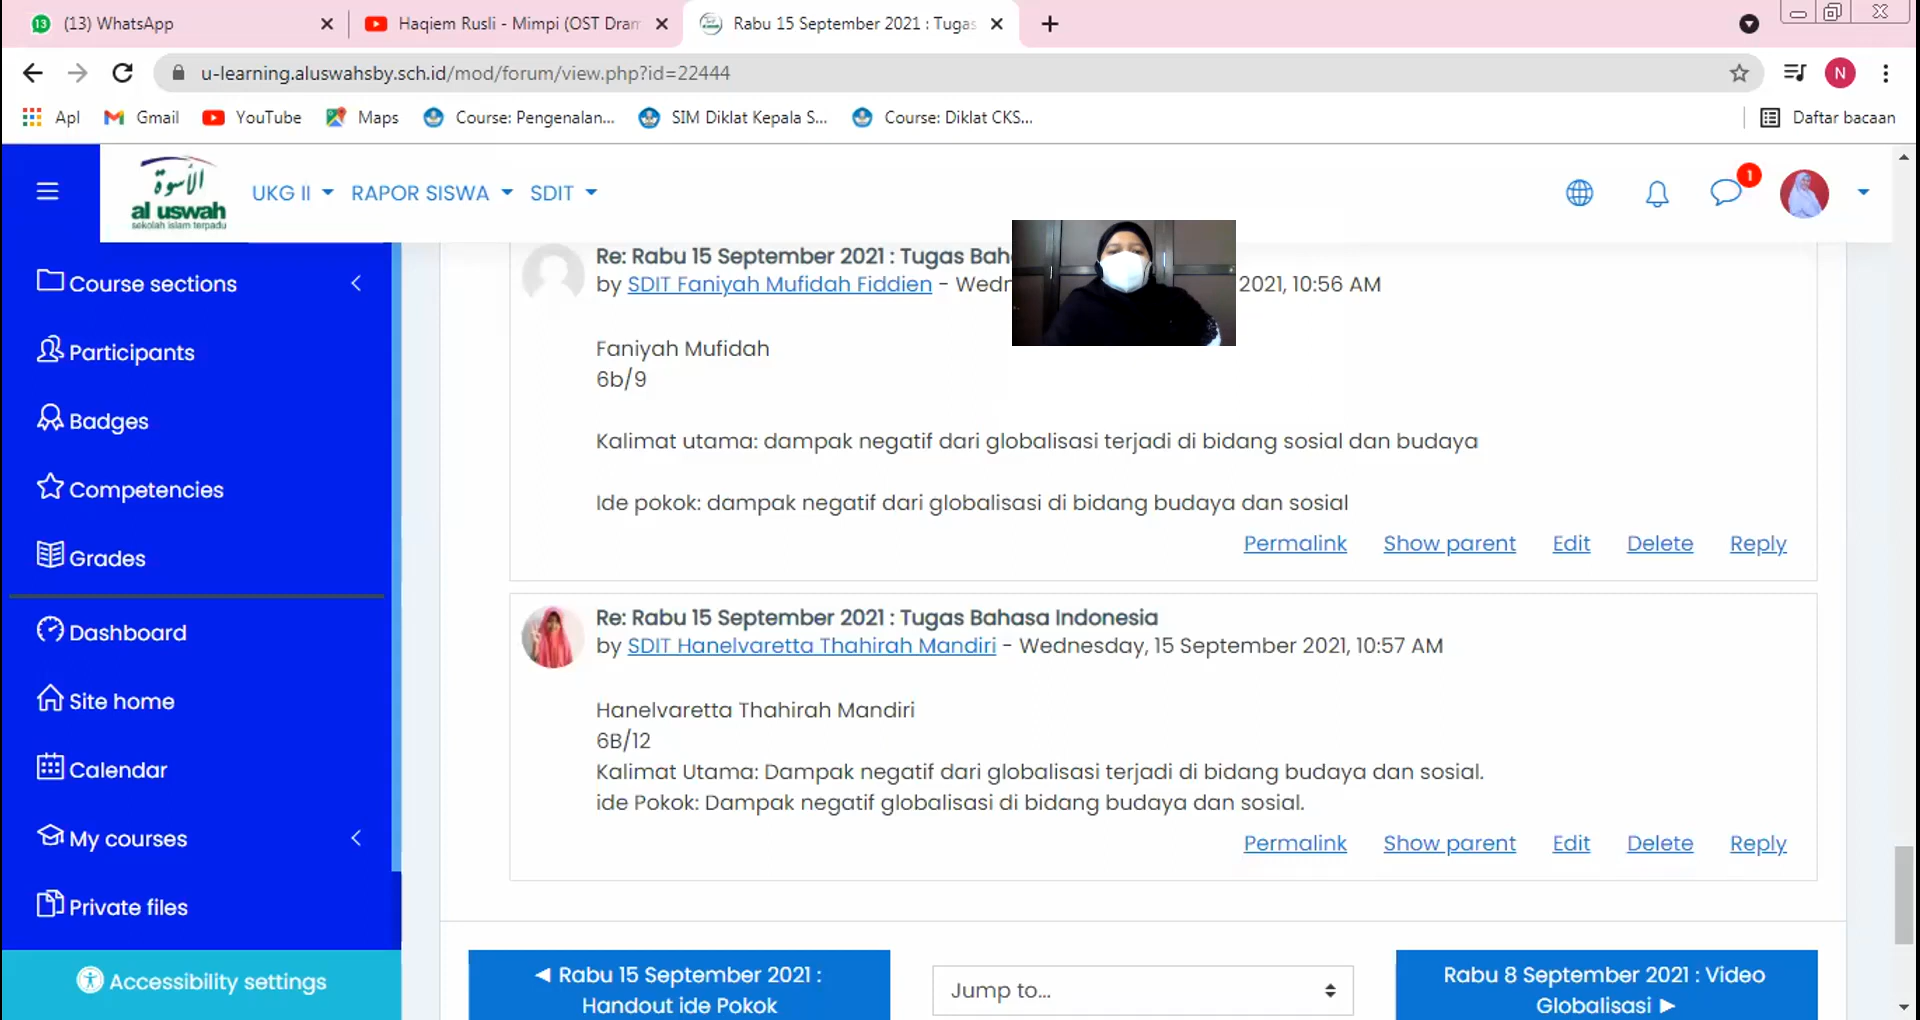 13
(13) WhatsApp
Haqiem Rusli - Mimpi (OST Dram
Rabu 15 September 2021 : Tugas
u-learning.aluswahsby.sch.id/mod/forum/view.php?id=22444
N
Apl
Gmail
YouTube
Maps
Course: Pengenalan...
SIM Diklat Kepala S...
Course: Diklat CKS...
Daftar bacaan
الأسوة
al uswah
sekolah islam terpadu
UKG II
RAPOR SISWA
SDIT
1
Course sections
Participants
Badges
Competencies
Grades
Dashboard
Site home
Calendar
My courses
Private files
Accessibility settings
Re: Rabu 15 September 2021 : Tugas Bah
by SDIT Faniyah Mufidah Fiddien - Wedn 2021, 10:56 AM
Faniyah Mufidah
6b/9
Kalimat utama: dampak negatif dari globalisasi terjadi di bidang sosial dan budaya
Ide pokok: dampak negatif dari globalisasi di bidang budaya dan sosial
Permalink Show parent Edit Delete Reply
Re: Rabu 15 September 2021 : Tugas Bahasa Indonesia
by SDIT Hanelvaretta Thahirah Mandiri - Wednesday, 15 September 2021, 10:57 AM
Hanelvaretta Thahirah Mandiri
6B/12
Kalimat Utama: Dampak negatif dari globalisasi terjadi di bidang budaya dan sosial.
ide Pokok: Dampak negatif globalisasi di bidang budaya dan sosial.
Permalink Show parent Edit Delete Reply
◄ Rabu 15 September 2021 :
Handout ide Pokok
Jump to...
Rabu 8 September 2021 : Video
Globalisasi ►